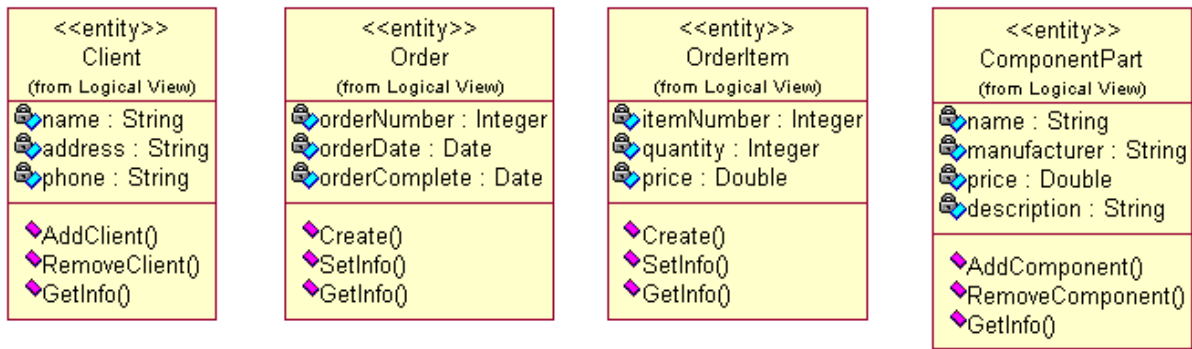 <<entity>>
Client
(from Logical View)
name : String
address : String
phone : String
AddClient()
RemoveClient()
GetInfo()
<<entity>>
Order
(from Logical View)
orderNumber : Integer
orderDate : Date
orderComplete : Date
Create()
SetInfo()
GetInfo()
<<entity>>
OrderItem
(from Logical View)
itemNumber : Integer
quantity : Integer
price : Double
Create()
SetInfo()
GetInfo()
<<entity>>
ComponentPart
(from Logical View)
name : String
manufacturer : String
price : Double
description : String
AddComponent()
RemoveComponent()
GetInfo()